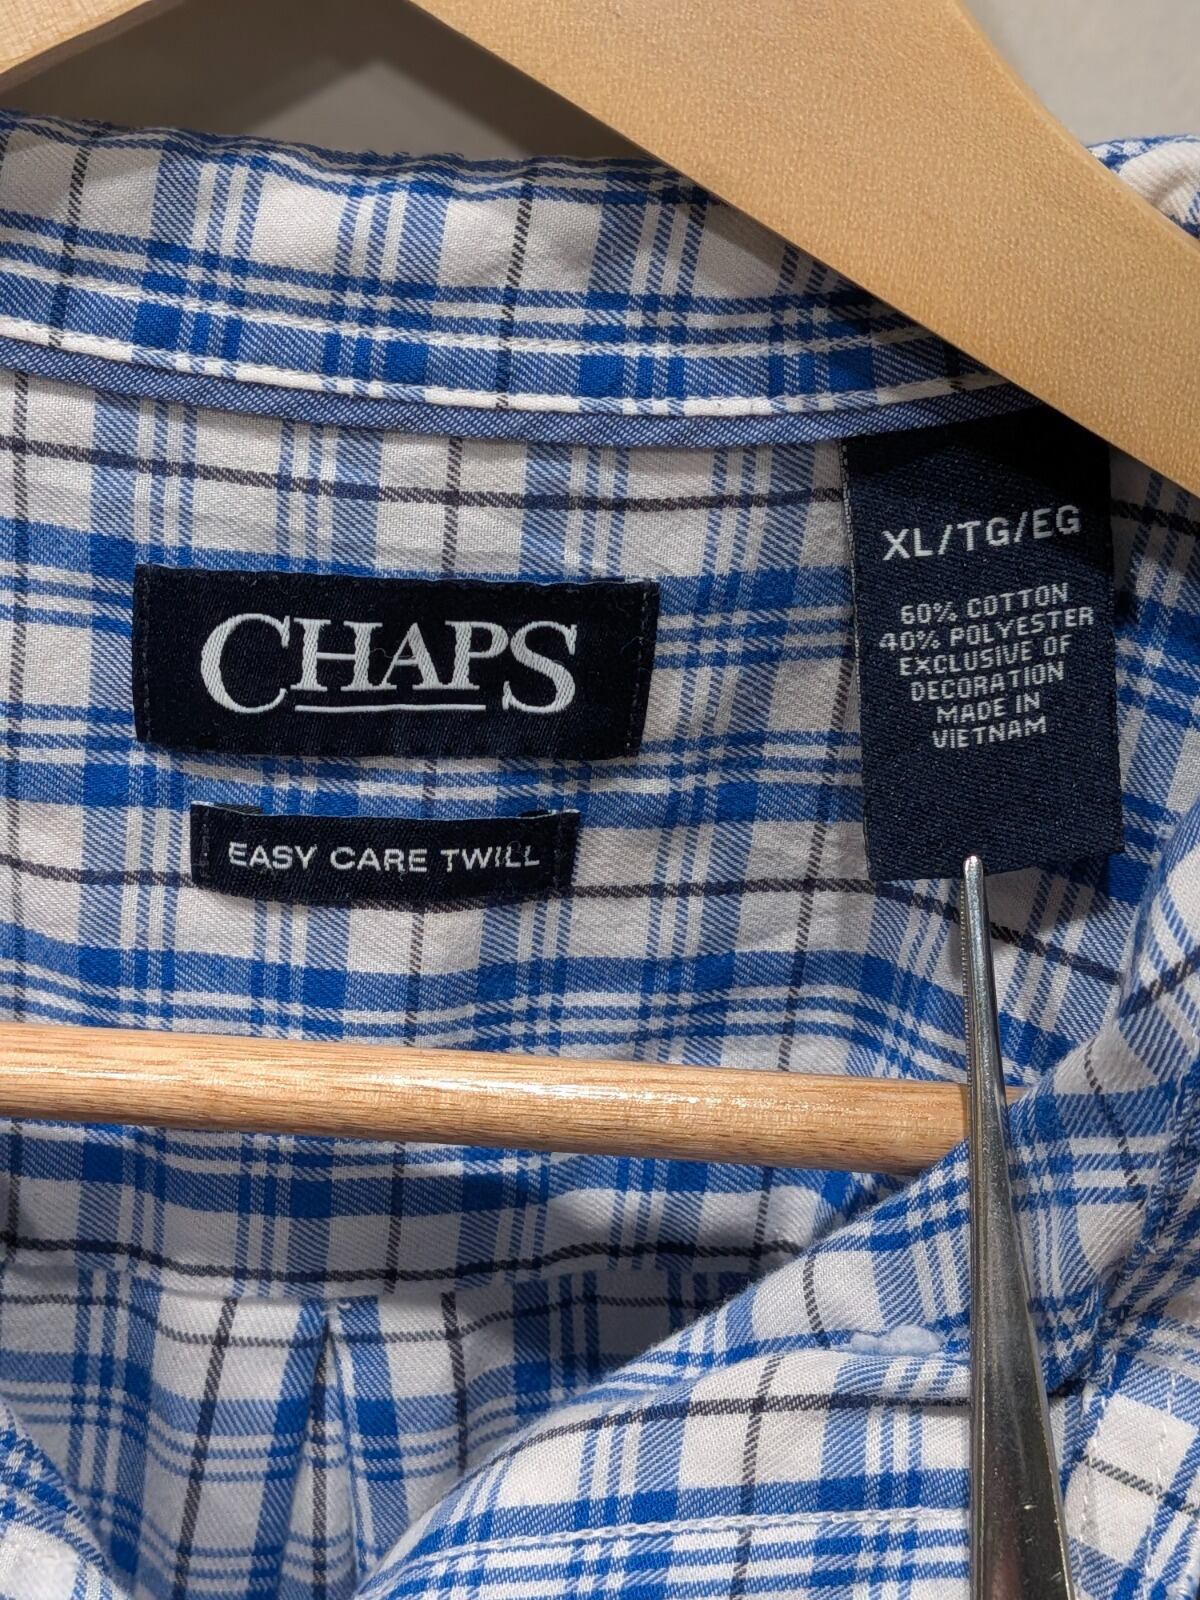 CHAPS
EASY CARE TWILL
XL/TG/EG
60% COTTON
40% POLYESTER
EXCLUSIVE OF
DECORATION
MADE IN
VIETNAM